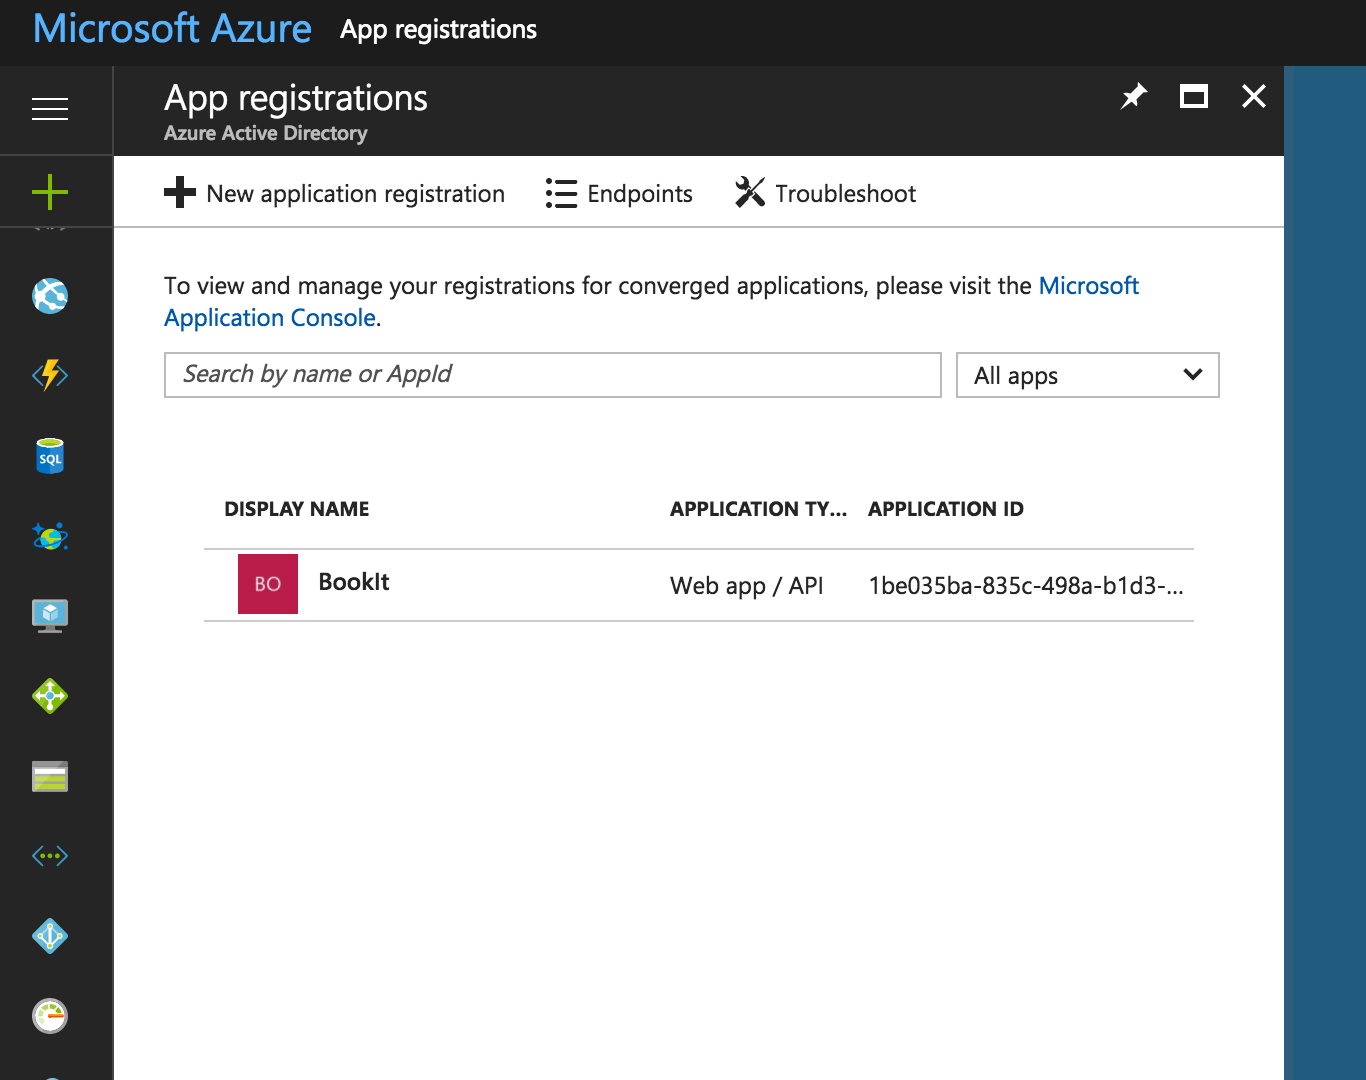 Microsoft Azure App registrations
App registrations
Azure Active Directory
New application registration Endpoints Troubleshoot
To view and manage your registrations for converged applications, please visit the Microsoft
Application Console.
Search by name or AppId All apps
SQL
DISPLAY NAME APPLICATION TY... APPLICATION ID
BO BookIt Web app / API 1be035ba-835c-498a-b1d3-...